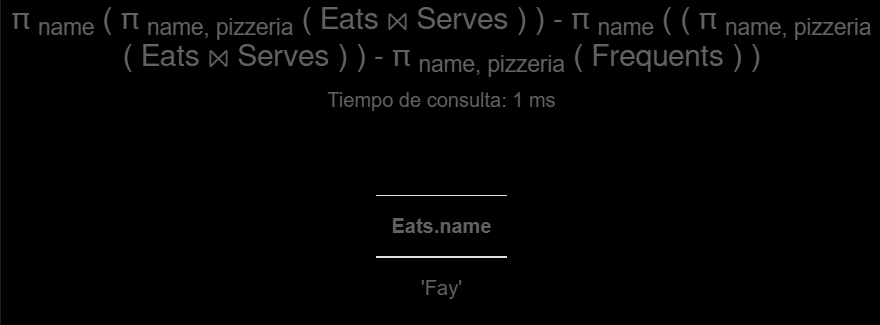 π name ( π name, pizzeria ( Eats ⨝ Serves ) ) - π name ( ( π name, pizzeria
( Eats ⨝ Serves ) ) - π name, pizzeria ( Frequents ) )
Tiempo de consulta: 1 ms
Eats.name
'Fay'